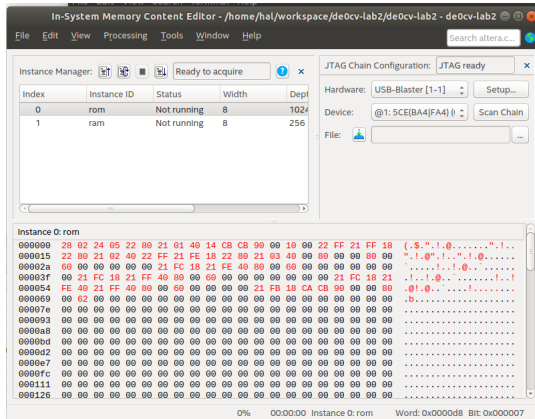 In-System Memory Content Editor - /home/hal/workspace/de0cv-lab2/de0cv-lab2 - de0cv-lab2
File Edit View Processing Tools Window Help
Search altera.c...
Instance Manager: Ready to acquire
JTAG Chain Configuration: JTAG ready
Index Instance ID Status Width Dept
0 rom Not running 8 1024
1 ram Not running 8 256
Hardware: USB-Blaster [1-1] Setup...
Device: @1: 5CE(BA4|FA4) ( Scan Chain
File: ...
Instance 0: rom
000000 28 02 24 05 22 80 21 01 40 14 CB CB 90 00 10 00 22 FF 21 FF 18 (.$.".!.@.......".!..
000015 22 80 21 02 40 22 FF 21 FE 18 22 80 21 03 40 00 80 00 00 80 00 ".!.@".!..".!.@......
00002a 60 00 00 00 00 00 21 FC 18 21 FE 40 80 00 60 00 00 00 00 00 00 `.....!..!.@..`......
00003f 00 21 FC 18 21 FF 40 80 00 60 00 00 00 00 00 00 00 21 FC 18 21 .!..!.@..`.......!..!
000054 FE 40 21 FF 40 80 00 60 00 00 00 00 21 FB 18 CA CB 90 00 00 80 .@!.@..`....!........
000069 00 62 00 00 00 00 00 00 00 00 00 00 00 00 00 00 00 00 00 00 00 .b...................
00007e 00 00 00 00 00 00 00 00 00 00 00 00 00 00 00 00 00 00 00 00 00 .....................
000093 00 00 00 00 00 00 00 00 00 00 00 00 00 00 00 00 00 00 00 00 00 .....................
0000a8 00 00 00 00 00 00 00 00 00 00 00 00 00 00 00 00 00 00 00 00 00 .....................
0000bd 00 00 00 00 00 00 00 00 00 00 00 00 00 00 00 00 00 00 00 00 00 .....................
0000d2 00 00 00 00 00 00 00 00 00 00 00 00 00 00 00 00 00 00 00 00 00 .....................
0000e7 00 00 00 00 00 00 00 00 00 00 00 00 00 00 00 00 00 00 00 00 00 .....................
0000fc 00 00 00 00 00 00 00 00 00 00 00 00 00 00 00 00 00 00 00 00 00 .....................
000111 00 00 00 00 00 00 00 00 00 00 00 00 00 00 00 00 00 00 00 00 00 .....................
000126 00 00 00 00 00 00 00 00 00 00 00 00 00 00 00 00 00 00 00 00 00 .....................
0% 00:00:00 Instance 0: rom Word: 0x0000d8 Bit: 0x000007